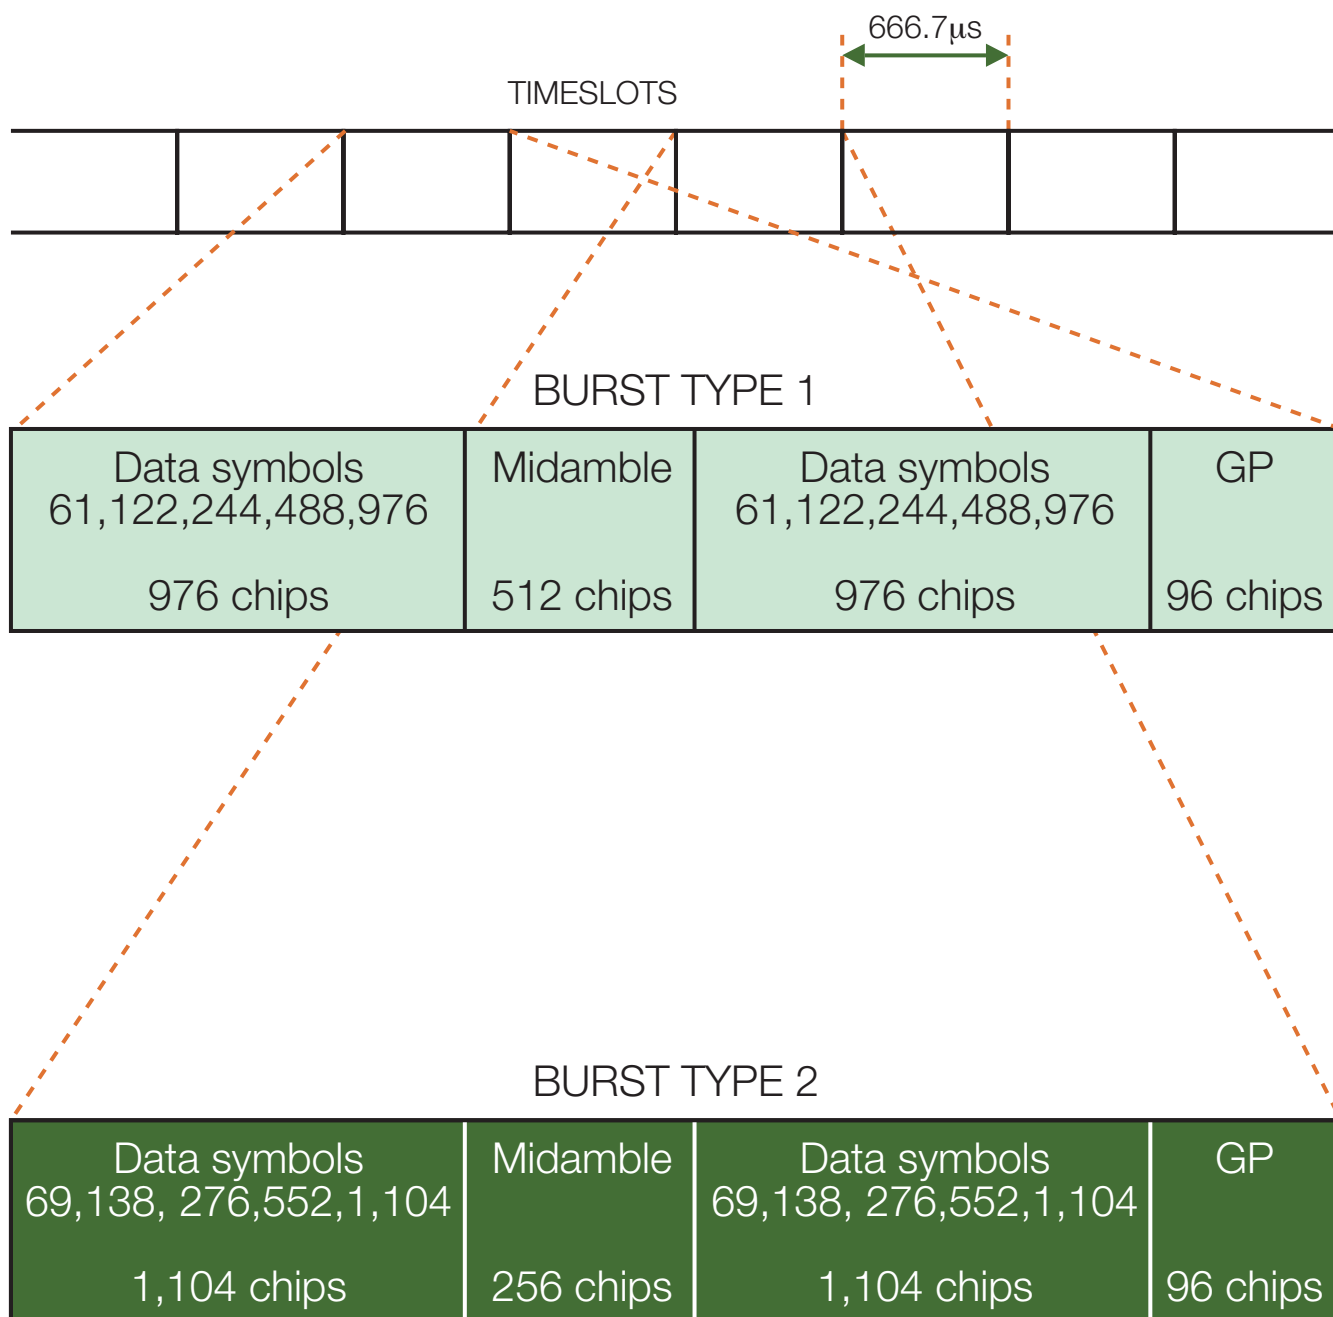 666.7µs
TIMESLOTS
BURST TYPE 1
Data symbols
61,122,244,488,976
976 chips
Midamble
512 chips
Data symbols
61,122,244,488,976
976 chips
GP
96 chips
BURST TYPE 2
Data symbols
69,138, 276,552,1,104
1,104 chips
Midamble
256 chips
Data symbols
69,138, 276,552,1,104
1,104 chips
GP
96 chips